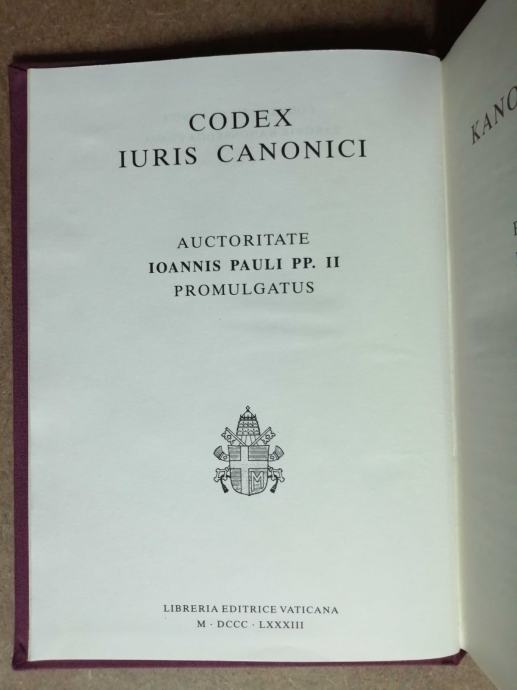 CODEX
IURIS CANONICI
AUCTORITATE
IOANNIS PAULI PP. II
PROMULGATUS
LIBRERIA EDITRICE VATICANA
M · DCCC · LXXXIII